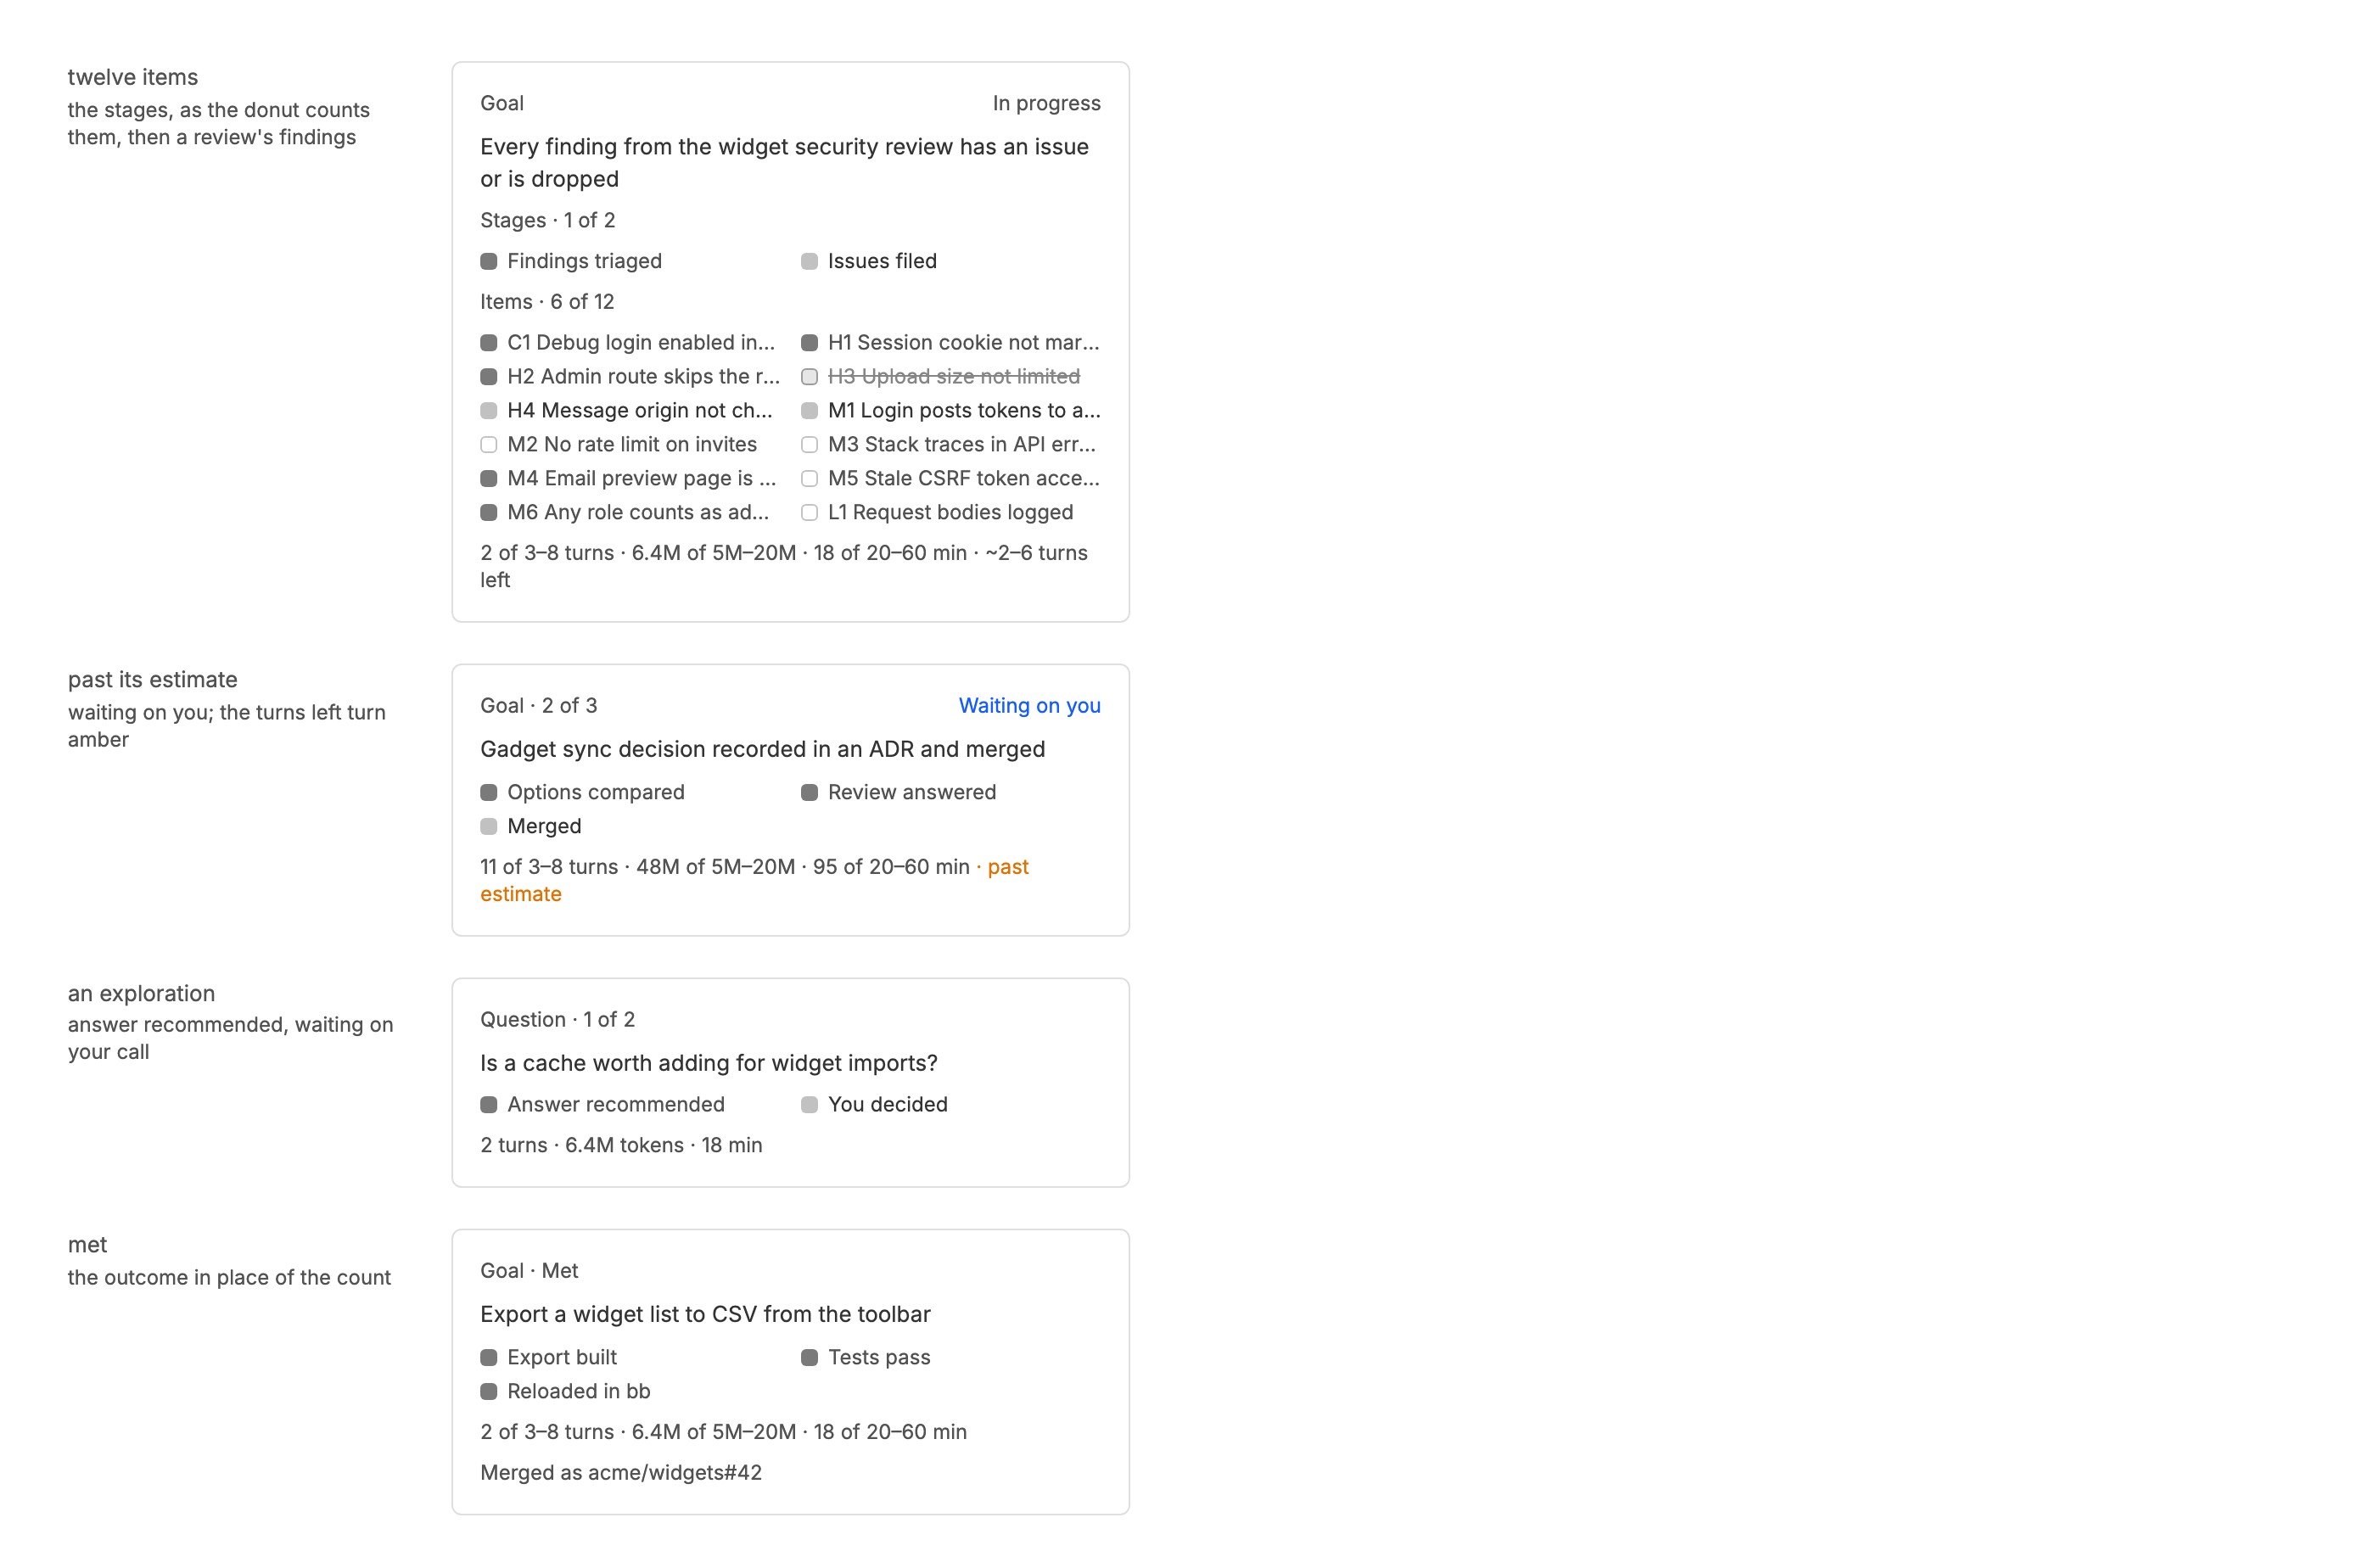 twelve items
the stages, as the donut counts
them, then a review's findings
Goal
In progress
Every finding from the widget security review has an issue
or is dropped
Stages · 1 of 2
Findings triaged
Issues filed
Items · 6 of 12
C1 Debug login enabled in...
H1 Session cookie not mar...
H2 Admin route skips the r...
H3 Upload size not limited
H4 Message origin not ch...
M1 Login posts tokens to a...
M2 No rate limit on invites
M3 Stack traces in API err...
M4 Email preview page is ...
M5 Stale CSRF token acce...
M6 Any role counts as ad...
L1 Request bodies logged
2 of 3–8 turns · 6.4M of 5M–20M · 18 of 20–60 min · ~2–6 turns
left
past its estimate
waiting on you; the turns left turn
amber
Goal · 2 of 3
Waiting on you
Gadget sync decision recorded in an ADR and merged
Options compared
Review answered
Merged
11 of 3–8 turns · 48M of 5M–20M · 95 of 20–60 min · past
estimate
an exploration
answer recommended, waiting on
your call
Question · 1 of 2
Is a cache worth adding for widget imports?
Answer recommended
You decided
2 turns · 6.4M tokens · 18 min
met
the outcome in place of the count
Goal · Met
Export a widget list to CSV from the toolbar
Export built
Tests pass
Reloaded in bb
2 of 3–8 turns · 6.4M of 5M–20M · 18 of 20–60 min
Merged as acme/widgets#42